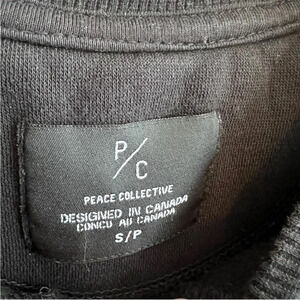 P/C
PEACE COLLECTIVE
DESIGNED IN CANADA
CONCU AU CANADA
S/P